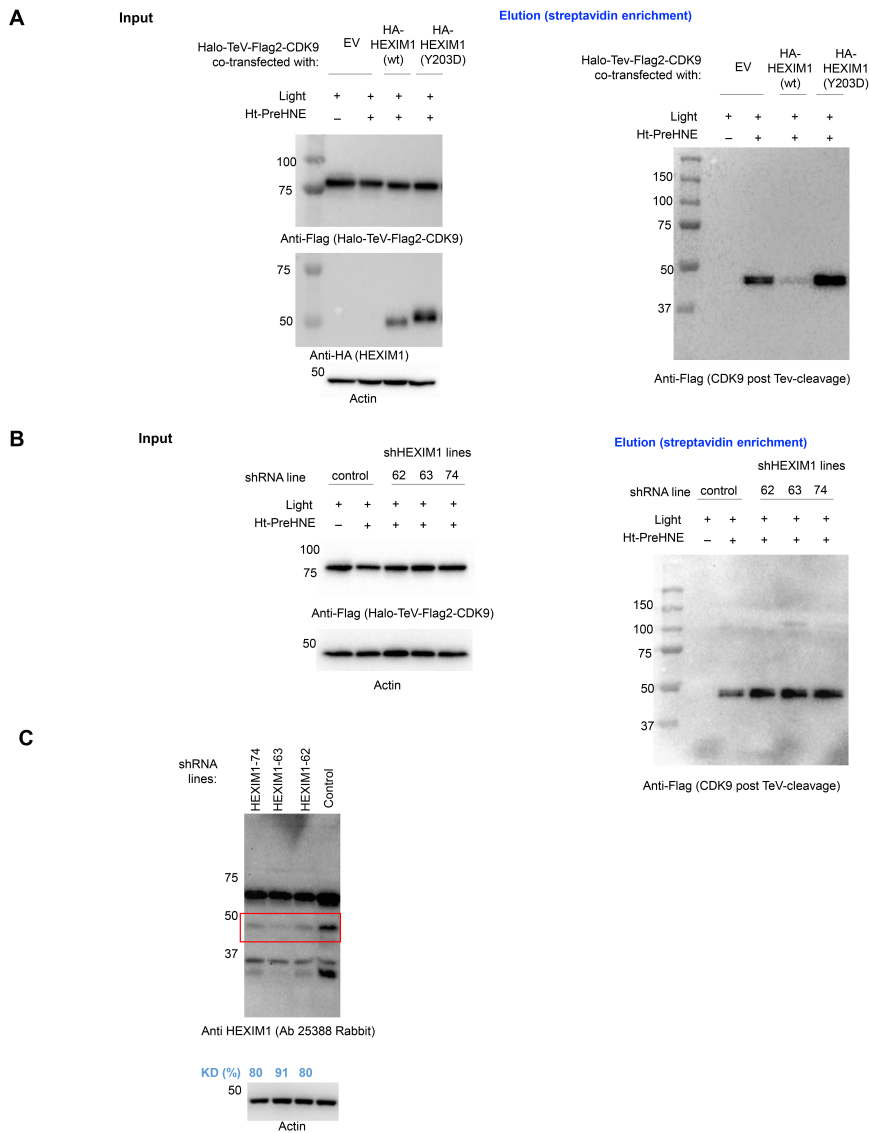 A
Input
Halo-TeV-Flag2-CDK9
co-transfected with:
EV
HA-
HEXIM1
(wt)
HA-
HEXIM1
(Y203D)
Light + + + +
Ht-PreHNE – + + +
100
75
Anti-Flag (Halo-TeV-Flag2-CDK9)
75
50
Anti-HA (HEXIM1)
50
Actin
Elution (streptavidin enrichment)
Halo-Tev-Flag2-CDK9
co-transfected with:
EV
HA-
HEXIM1
(wt)
HA-
HEXIM1
(Y203D)
Light + + + +
Ht-PreHNE – + + +
150
100
75
50
37
Anti-Flag (CDK9 post Tev-cleavage)
B
Input
shHEXIM1 lines
shRNA line control 62 63 74
Light + + + + +
Ht-PreHNE – + + + +
100
75
Anti-Flag (Halo-TeV-Flag2-CDK9)
50
Actin
Elution (streptavidin enrichment)
shHEXIM1 lines
shRNA line control 62 63 74
Light + + + + +
Ht-PreHNE – + + + +
150
100
75
50
37
Anti-Flag (CDK9 post TeV-cleavage)
C
shRNA
lines:
HEXIM1-74
HEXIM1-63
HEXIM1-62
Control
75
50
37
Anti HEXIM1 (Ab 25388 Rabbit)
KD (%) 80 91 80
50
Actin